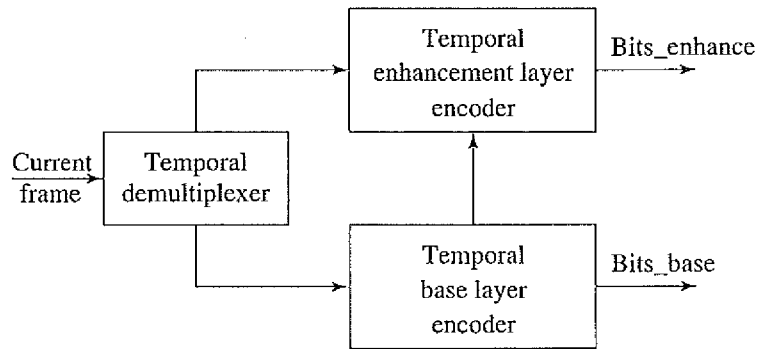 Temporal
enhancement layer
encoder
Bits_enhance
Current
frame
Temporal
demultiplexer
Temporal
base layer
encoder
Bits_base